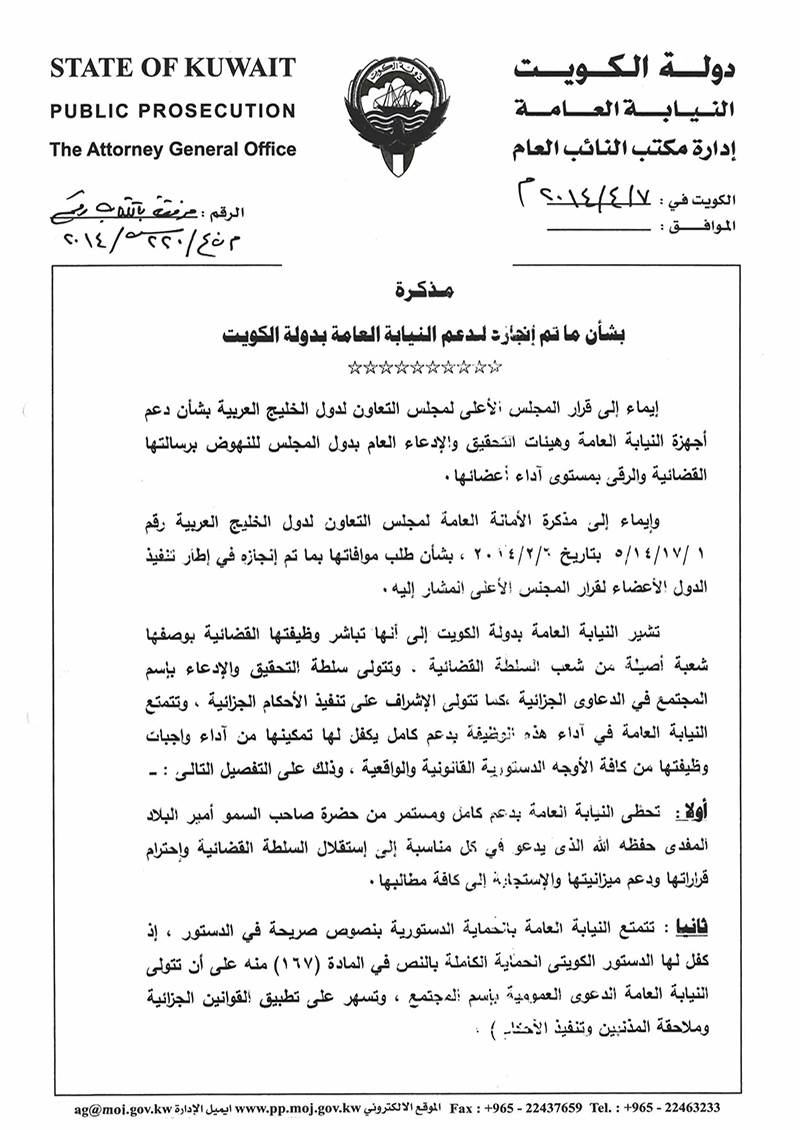 STATE OF KUWAIT
PUBLIC PROSECUTION
The Attorney General Office
دولة الكويت
النيابة العامة
إدارة مكتب النائب العام
دولة الكويت
الكويت في : ٢٠١٤/٤/٧ م
الموافق :
الرقم :
٢٢٠ / ٢٠١٤
مذكرة
بشأن ما تم إنجازه لدعم النيابة العامة بدولة الكويت
☆☆☆☆☆☆☆☆☆☆
إيماء إلى قرار المجلس الأعلى لمجلس التعاون لدول الخليج العربية بشأن دعم
أجهزة النيابة العامة وهيئات التحقيق والإدعاء العام بدول المجلس للنهوض برسالتها
القضائية والرقى بمستوى آداء أعضائها .
وإيماء إلى مذكرة الأمانة العامة لمجلس التعاون لدول الخليج العربية رقم
٥/١٤/١٧/ ١ بتاريخ ٢٠١٤/٢/٦ ، بشأن طلب موافاتها بما تم إنجازه في إطار تنفيذ
الدول الأعضاء لقرار المجلس الأعلى المشار إليه .
تشير النيابة العامة بدولة الكويت إلى أنها تباشر وظيفتها القضائية بوصفها
شعبة أصيلة من شعب السلطة القضائية . وتتولى سلطة التحقيق والإدعاء بإسم
المجتمع في الدعاوى الجزائية ،كما تتولى الإشراف على تنفيذ الأحكام الجزائية ، وتتمتع
النيابة العامة في آداء هذه الوظيفة بدعم كامل يكفل لها تمكينها من آداء واجبات
وظيفتها من كافة الأوجه الدستورية القانونية والواقعية ، وذلك على التفصيل التالى : ــ
أولا: تحظى النيابة العامة بدعم كامل ومستمر من حضرة صاحب السمو أمير البلاد
المفدى حفظه الله الذى يدعو في كل مناسبة إلى إستقلال السلطة القضائية وإحترام
قراراتها ودعم ميزانيتها والإستجابة إلى كافة مطالبها .
ثانيا : تتمتع النيابة العامة بالحماية الدستورية بنصوص صريحة في الدستور ، إذ
كفل لها الدستور الكويتى الحماية الكاملة بالنص في المادة (١٦٧) منه على أن تتولى
النيابة العامة الدعوى العمومية بإسم المجتمع ، وتسهر على تطبيق القوانين الجزائية
وملاحقة المذنبين وتنفيذ الأحكام ) .
ag@moj.gov.kw ايميل الإدارة www.pp.moj.gov.kw الموقع الالكتروني Fax : +965 - 22437659 Tel. : +965 - 22463233